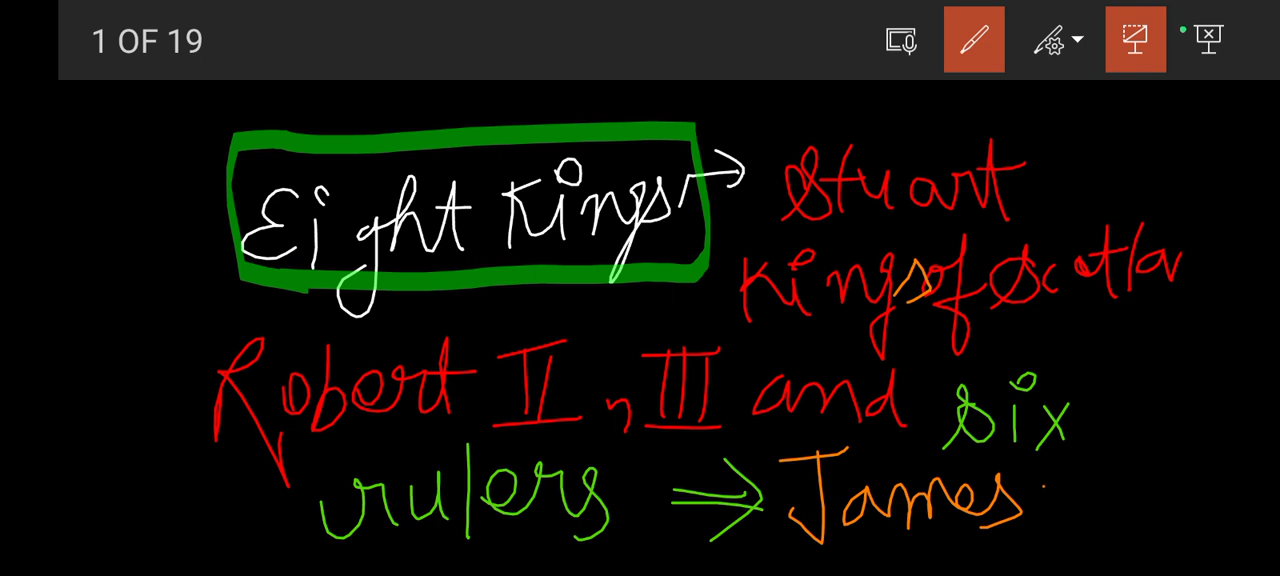 1 OF 19
Eight Kings → Stuart
Kings of Scotla
Robert II, III and six
rulers ⇒ James.